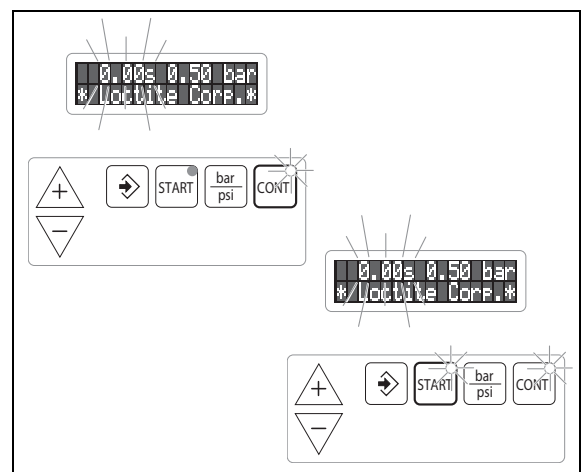 0.00s 0.50 bar
* Loctite Corp.*
+
START
bar
psi
CONT
−
0.00s 0.50 bar
* Loctite Corp.*
+
START
bar
psi
CONT
−